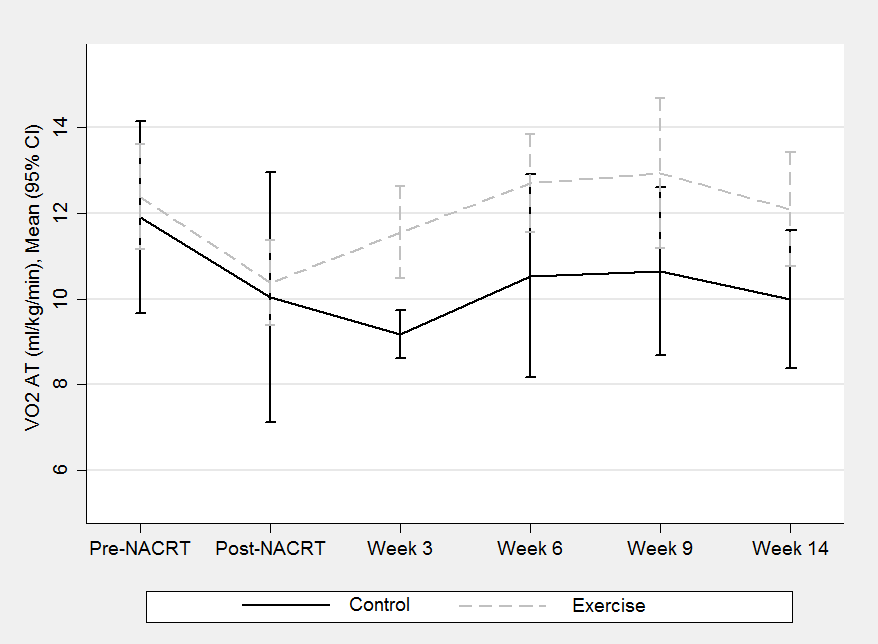 VO2 AT (ml/kg/min), Mean (95% CI)
14
12
10
8
6
Pre-NACRT Post-NACRT Week 3 Week 6 Week 9 Week 14
Control Exercise